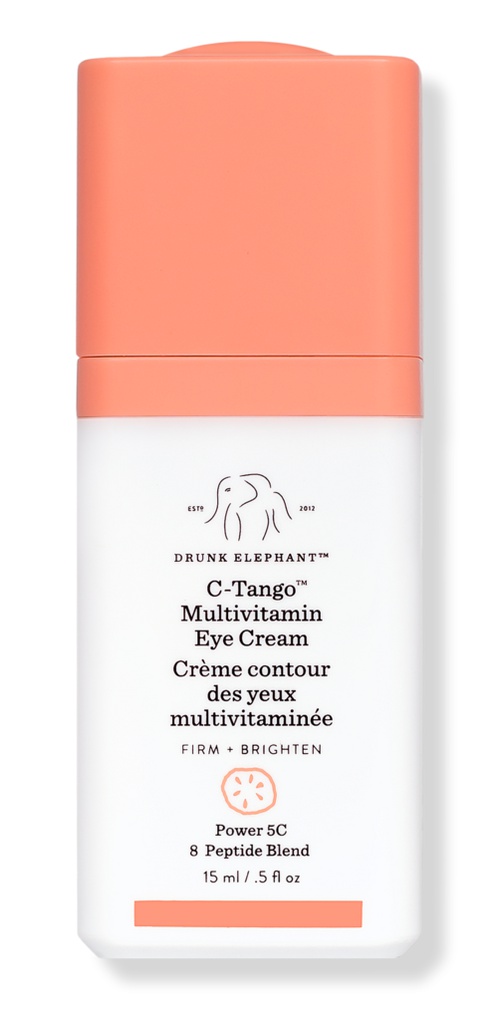 ESTD 2012
DRUNK ELEPHANT™
C-Tango™
Multivitamin
Eye Cream
Crème contour
des yeux
multivitaminée
FIRM + BRIGHTEN
Power 5C
8 Peptide Blend
15 ml / .5 fl oz